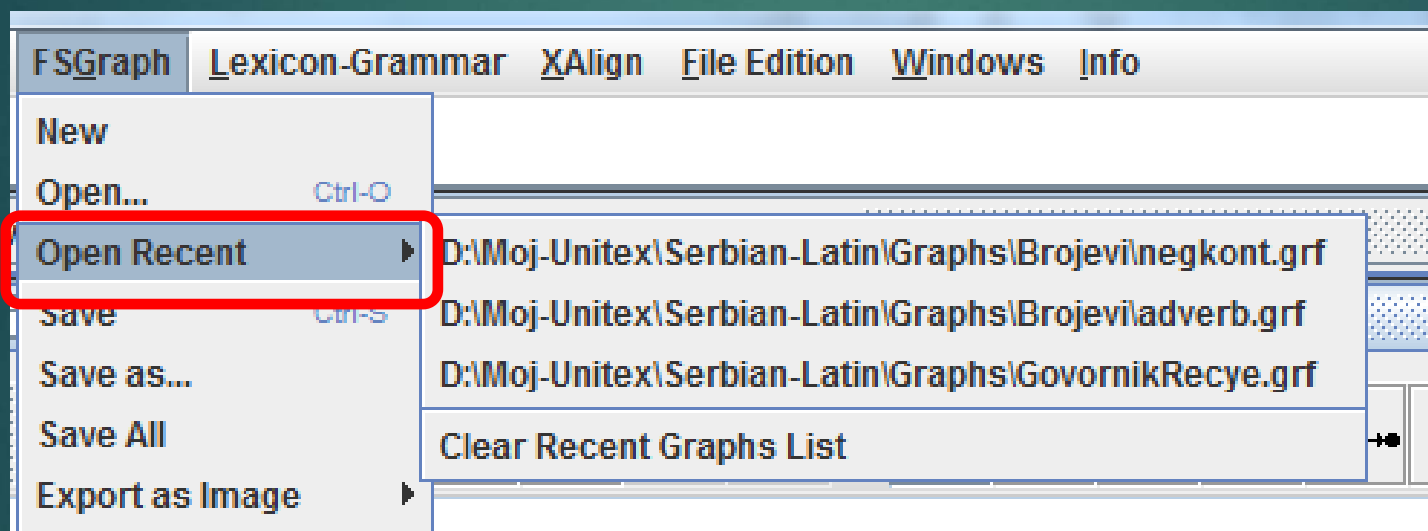 FSGraph Lexicon-Grammar XAlign File Edition Windows Info
New
Open... Ctrl-O
Open Recent
D:\Moj-Unitex\Serbian-Latin\Graphs\Brojevi\negkont.grf
D:\Moj-Unitex\Serbian-Latin\Graphs\Brojevi\adverb.grf
D:\Moj-Unitex\Serbian-Latin\Graphs\GovornikRecye.grf
Clear Recent Graphs List
Save Ctrl-S
Save as...
Save All
Export as Image